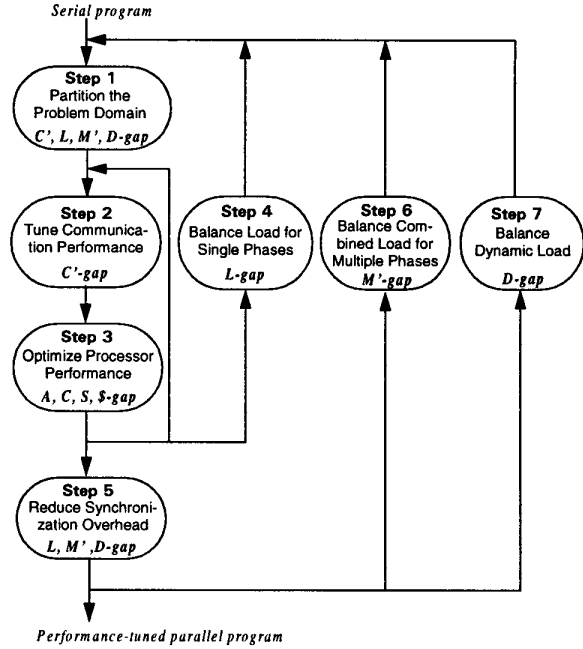 Serial program
Step 1
Partition the
Problem Domain
C', L, M', D-gap
Step 2
Tune Communica-
tion Performance
C'-gap
Step 3
Optimize Processor
Performance
A, C, S, $-gap
Step 4
Balance Load for
Single Phases
L-gap
Step 6
Balance Com-
bined Load for
Multiple Phases
M'-gap
Step 7
Balance
Dynamic Load
D-gap
Step 5
Reduce Synchroni-
zation Overhead
L, M' ,D-gap
Performance-tuned parallel program